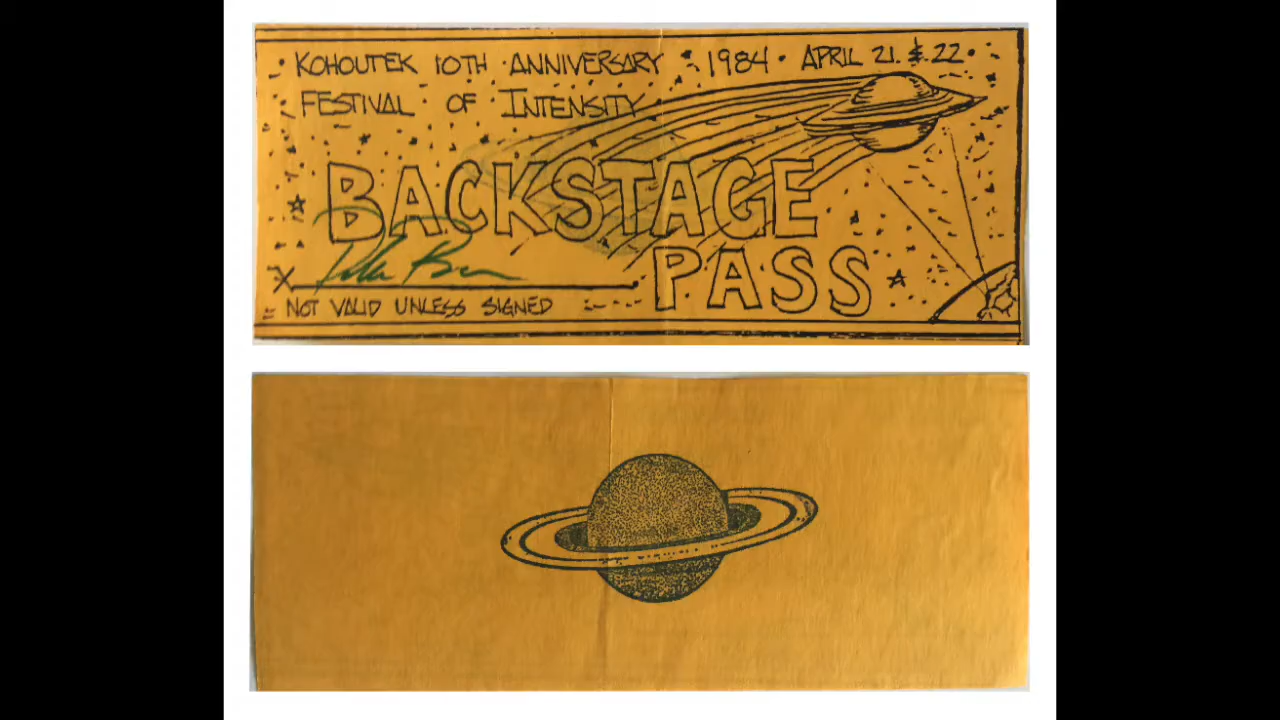 KOHOUTEK 10TH ANNIVERSARY • 1984 • APRIL 21 & 22 •
FESTIVAL OF INTENSITY
BACKSTAGE
PASS
X
NOT VALID UNLESS SIGNED